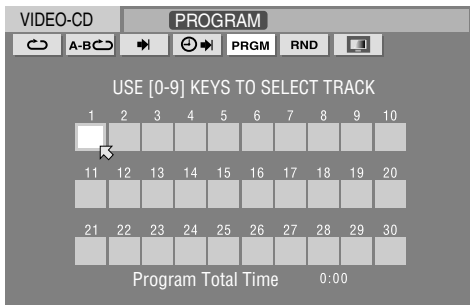 VIDEO-CD PROGRAM
A-B PRGM RND
USE [0-9] KEYS TO SELECT TRACK
1 2 3 4 5 6 7 8 9 10
11 12 13 14 15 16 17 18 19 20
21 22 23 24 25 26 27 28 29 30
Program Total Time 0:00